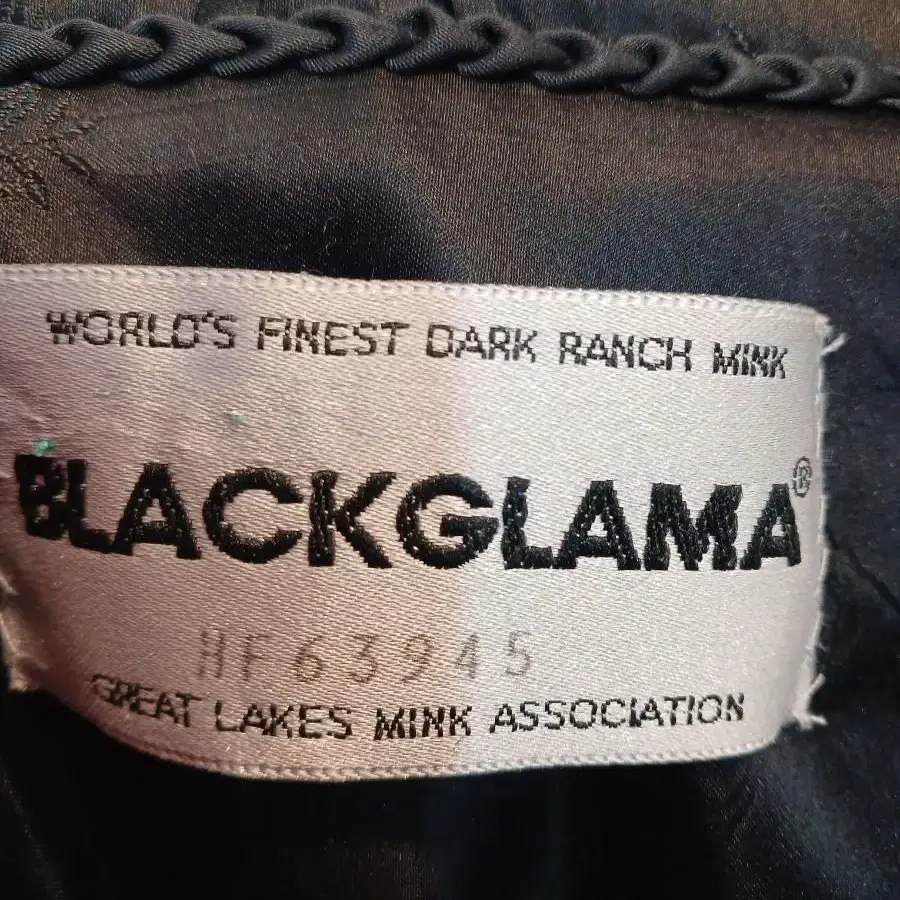 WORLD'S FINEST DARK RANCH MINK
BLACKGLAMA®
HF63945
GREAT LAKES MINK ASSOCIATION